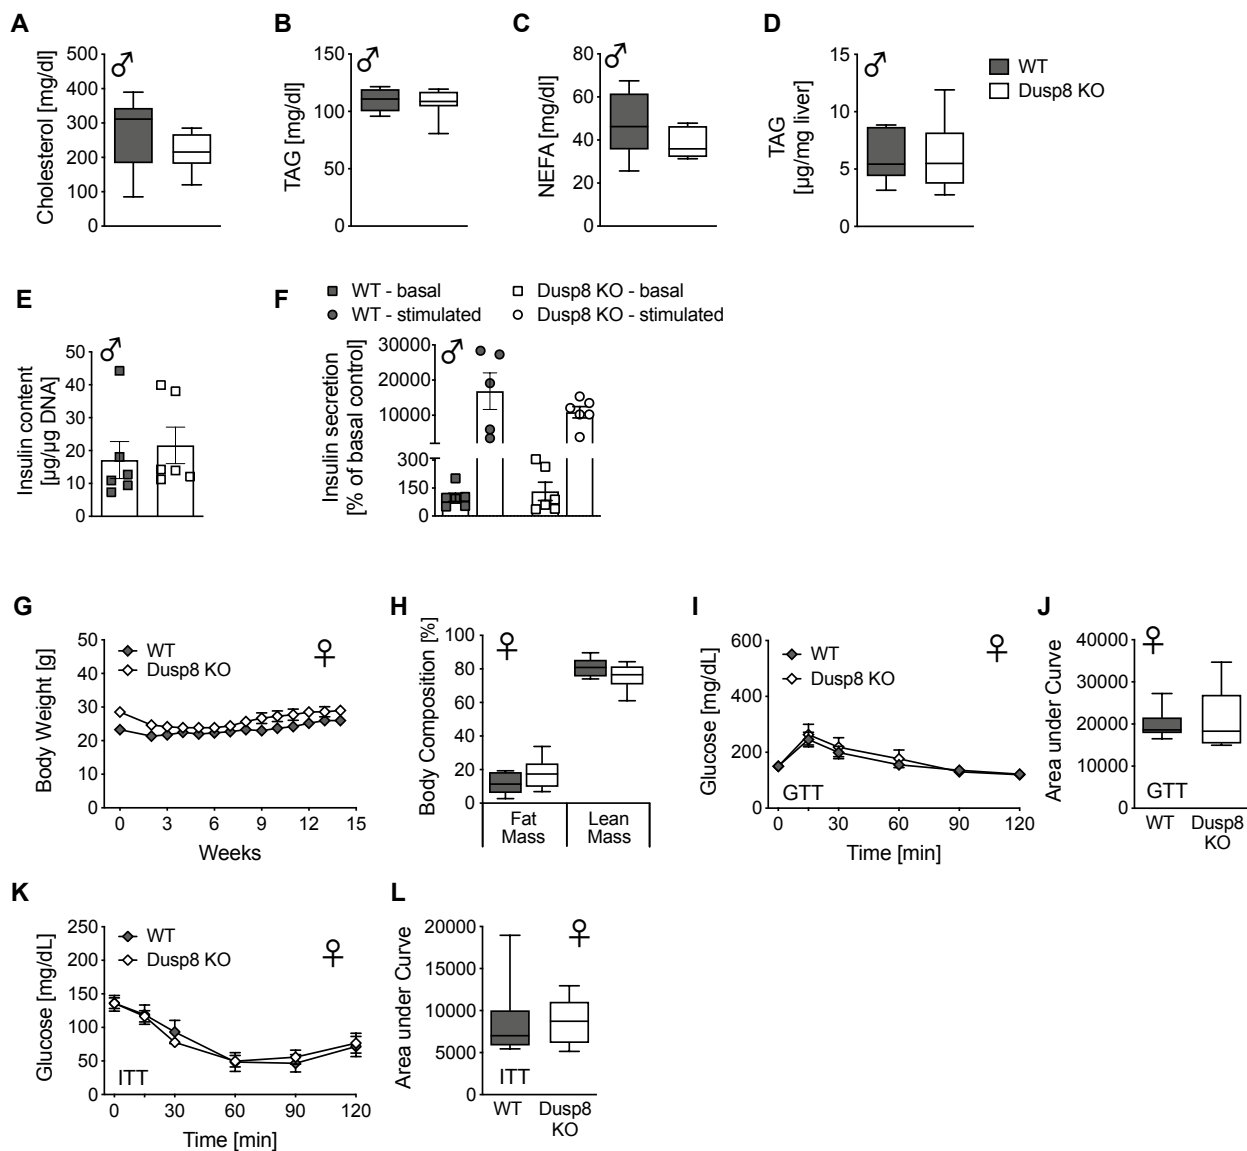 A
B
C
D
Cholesterol [mg/dl]
500
400
300
200
100
0
♂
TAG [mg/dl]
150
100
50
0
♂
NEFA [mg/dl]
80
60
40
20
0
♂
TAG
[µg/mg liver]
15
10
5
0
♂
WT
Dusp8 KO
E
F
WT - basal
Dusp8 KO - basal
WT - stimulated
Dusp8 KO - stimulated
Insulin content
[µg/µg DNA]
50
40
30
20
10
0
♂
Insulin secretion
[% of basal control]
30000
20000
10000
300
150
0
♂
G
H
I
J
Body Weight [g]
50
40
30
20
10
0
WT
Dusp8 KO
♀
0 3 6 9 12 15
Weeks
Body Composition [%]
100
80
60
40
20
0
♀
Fat
Mass
Lean
Mass
Glucose [mg/dL]
600
400
200
0
WT
Dusp8 KO
♀
GTT
0 30 60 90 120
Time [min]
Area under Curve
40000
30000
20000
10000
0
♀
GTT
WT
Dusp8
KO
K
L
Glucose [mg/dL]
250
200
150
100
50
0
WT
Dusp8 KO
♀
ITT
0 30 60 90 120
Time [min]
Area under Curve
20000
15000
10000
5000
0
♀
ITT
WT
Dusp8
KO